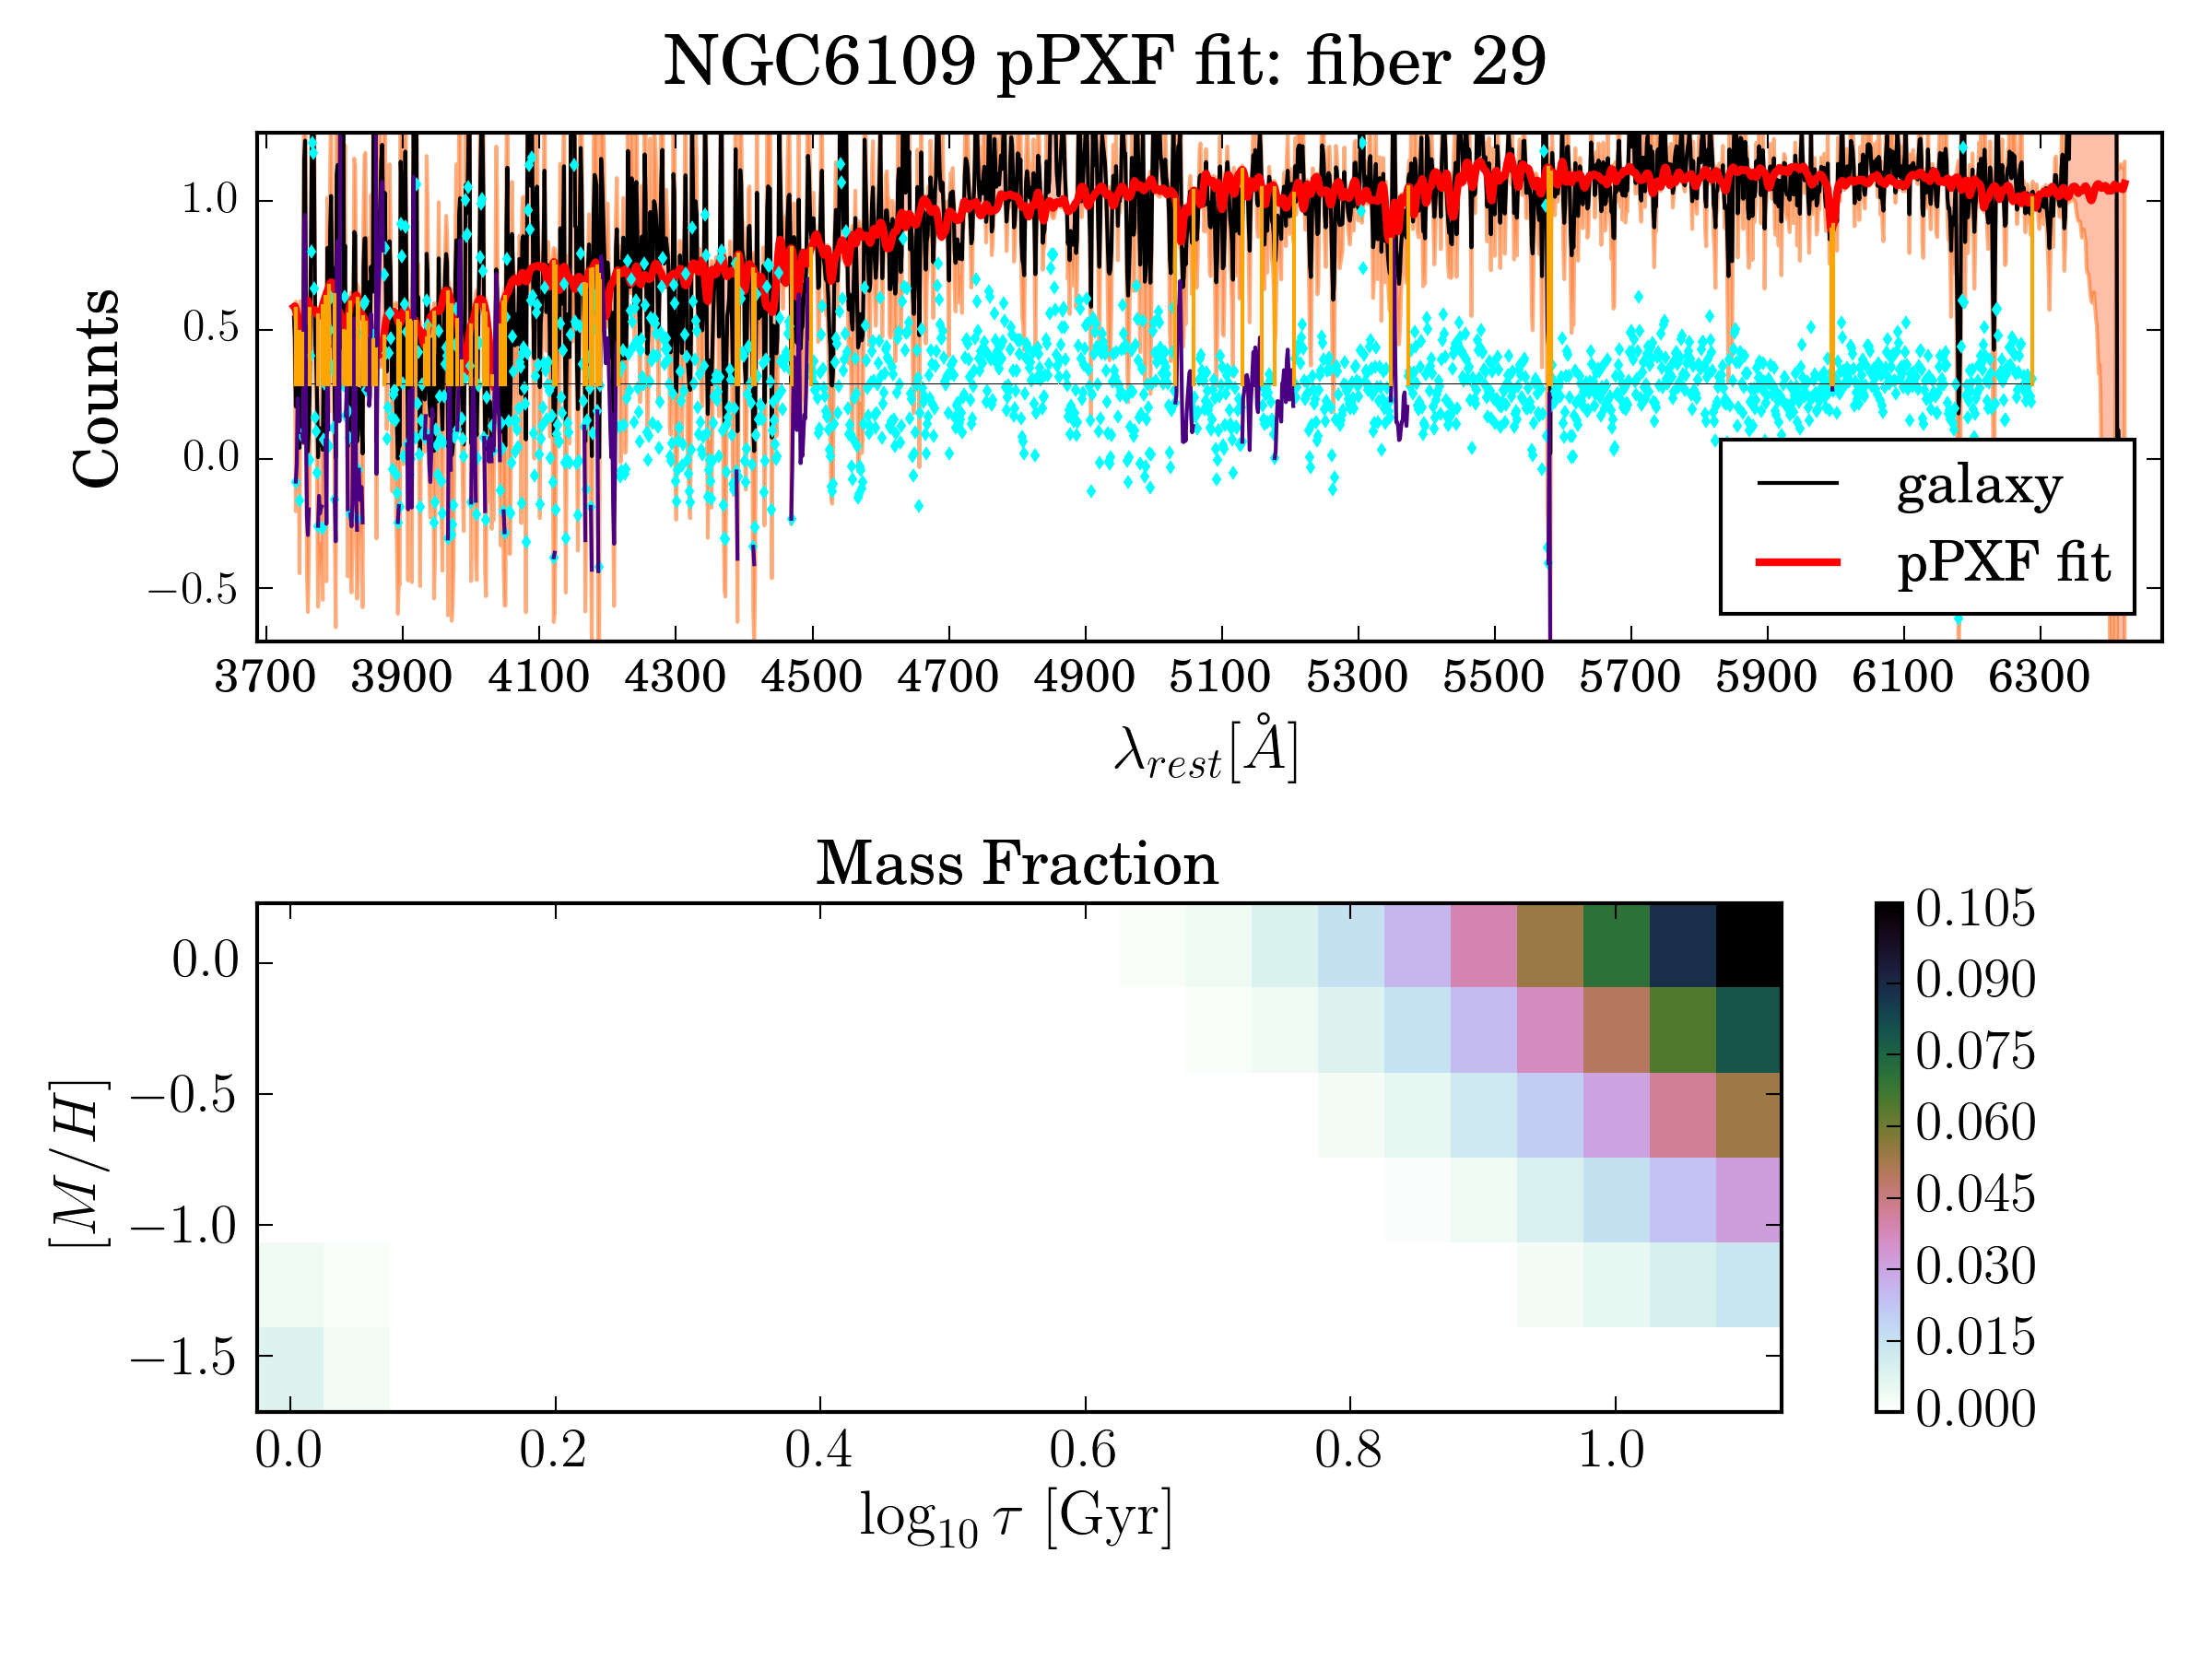 NGC6109 pPXF fit: fiber 29
Counts
1.0
0.5
0.0
−0.5
galaxy
pPXF fit
3700 3900 4100 4300 4500 4700 4900 5100 5300 5500 5700 5900 6100 6300
λ_rest[Å]
Mass Fraction
[M/H]
0.0
−0.5
−1.0
−1.5
0.0 0.2 0.4 0.6 0.8 1.0
log₁₀ τ [Gyr]
0.105
0.090
0.075
0.060
0.045
0.030
0.015
0.000